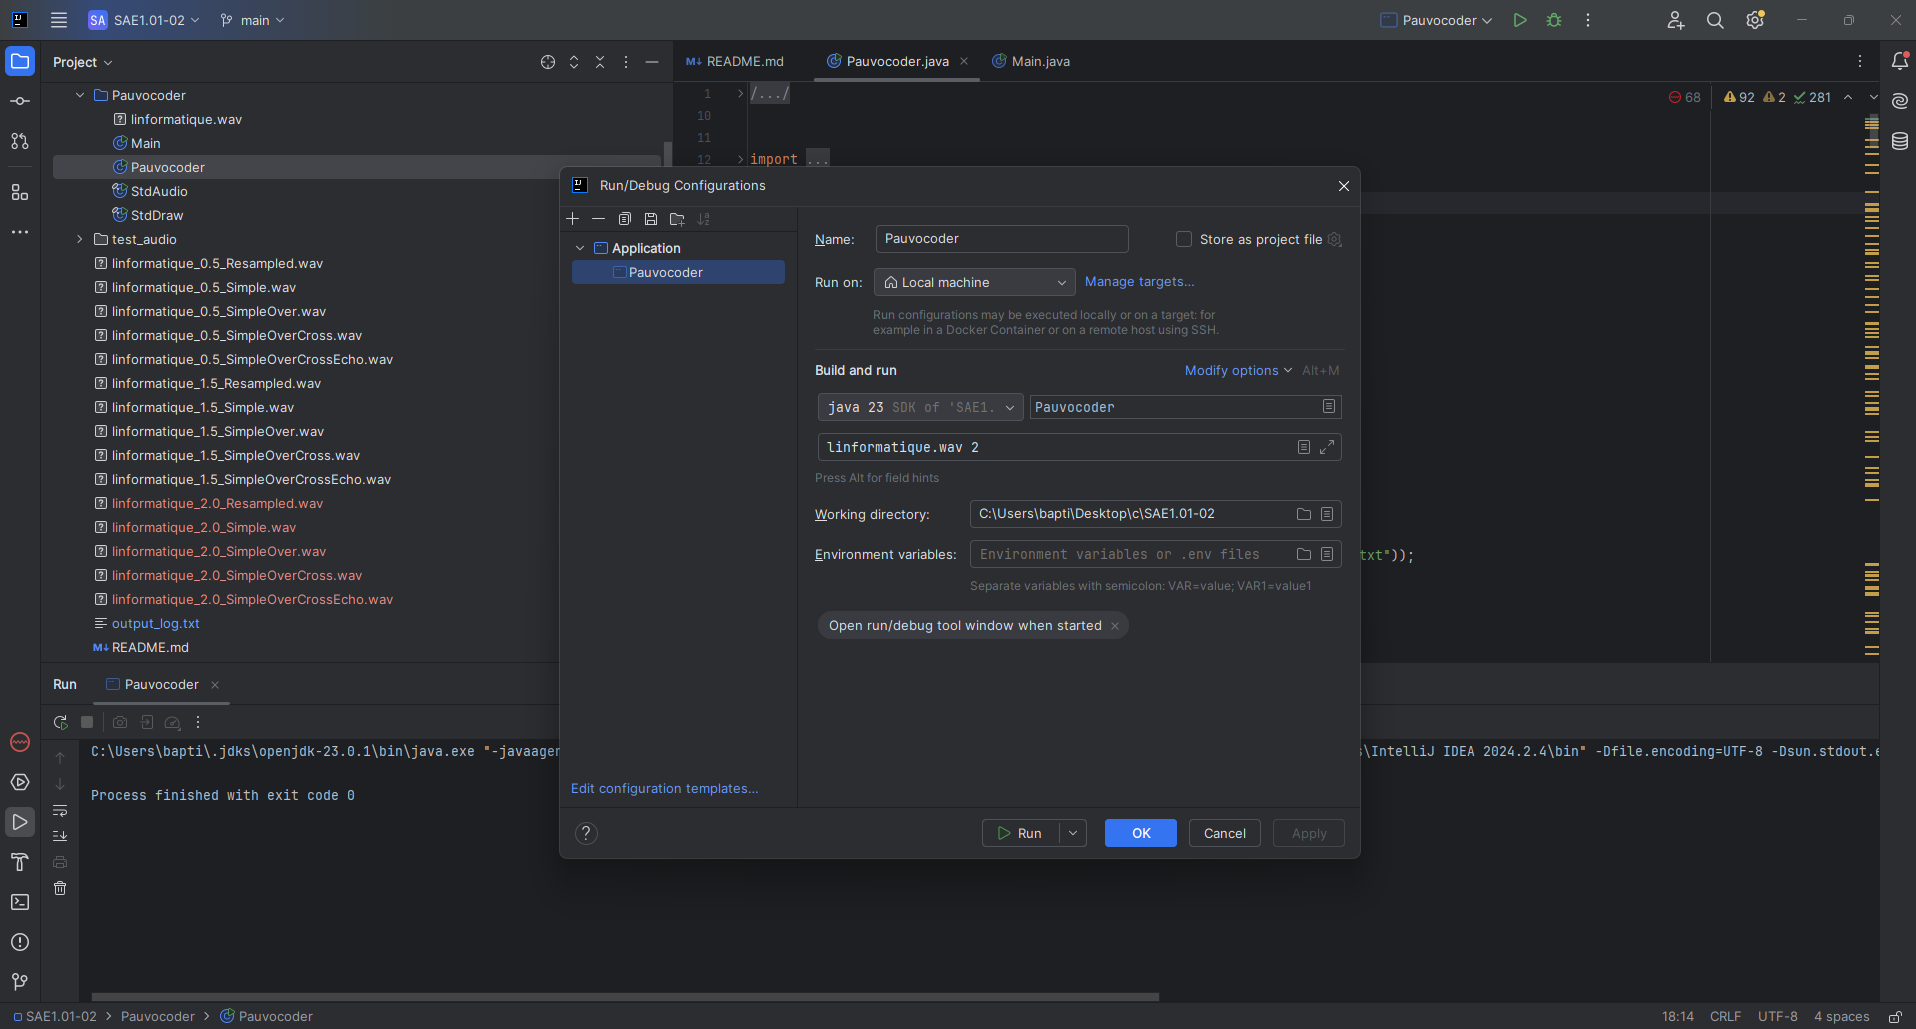 SA SAE1.01-02 main Pauvocoder
Project
README.md Pauvocoder.java Main.java
Pauvocoder
linformatique.wav
Main
Pauvocoder
StdAudio
StdDraw
test_audio
linformatique_0.5_Resampled.wav
linformatique_0.5_Simple.wav
linformatique_0.5_SimpleOver.wav
linformatique_0.5_SimpleOverCross.wav
linformatique_0.5_SimpleOverCrossEcho.wav
linformatique_1.5_Resampled.wav
linformatique_1.5_Simple.wav
linformatique_1.5_SimpleOver.wav
linformatique_1.5_SimpleOverCross.wav
linformatique_1.5_SimpleOverCrossEcho.wav
linformatique_2.0_Resampled.wav
linformatique_2.0_Simple.wav
linformatique_2.0_SimpleOver.wav
linformatique_2.0_SimpleOverCross.wav
linformatique_2.0_SimpleOverCrossEcho.wav
output_log.txt
README.md
1 /.../
10
11
12 import ...
68 92 2 281
txt"));
Run/Debug Configurations
Application
Pauvocoder
Edit configuration templates...
Name: Pauvocoder Store as project file
Run on: Local machine Manage targets...
Run configurations may be executed locally or on a target: for
example in a Docker Container or on a remote host using SSH.
Build and run Modify options Alt+M
java 23 SDK of 'SAE1. Pauvocoder
linformatique.wav 2
Press Alt for field hints
Working directory: C:\Users\bapti\Desktop\c\SAE1.01-02
Environment variables: Environment variables or .env files
Separate variables with semicolon: VAR=value; VAR1=value1
Open run/debug tool window when started
? Run OK Cancel Apply
Run Pauvocoder
C:\Users\bapti\.jdks\openjdk-23.0.1\bin\java.exe "-javaagen s\IntelliJ IDEA 2024.2.4\bin" -Dfile.encoding=UTF-8 -Dsun.stdout.e
Process finished with exit code 0
SAE1.01-02 > Pauvocoder > Pauvocoder 18:14 CRLF UTF-8 4 spaces